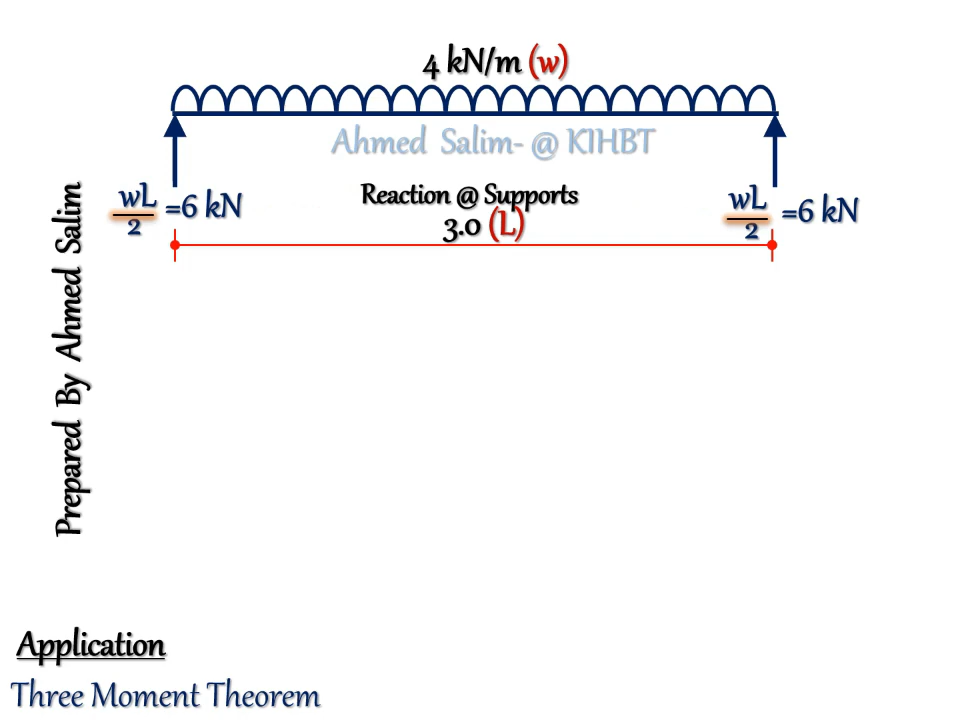 4 kN/m (w)
Ahmed Salim- @ KIHBT
wL
2
=6 kN
Reaction @ Supports
3.0 (L)
wL
2
=6 kN
Prepared By Ahmed Salim
Application
Three Moment Theorem